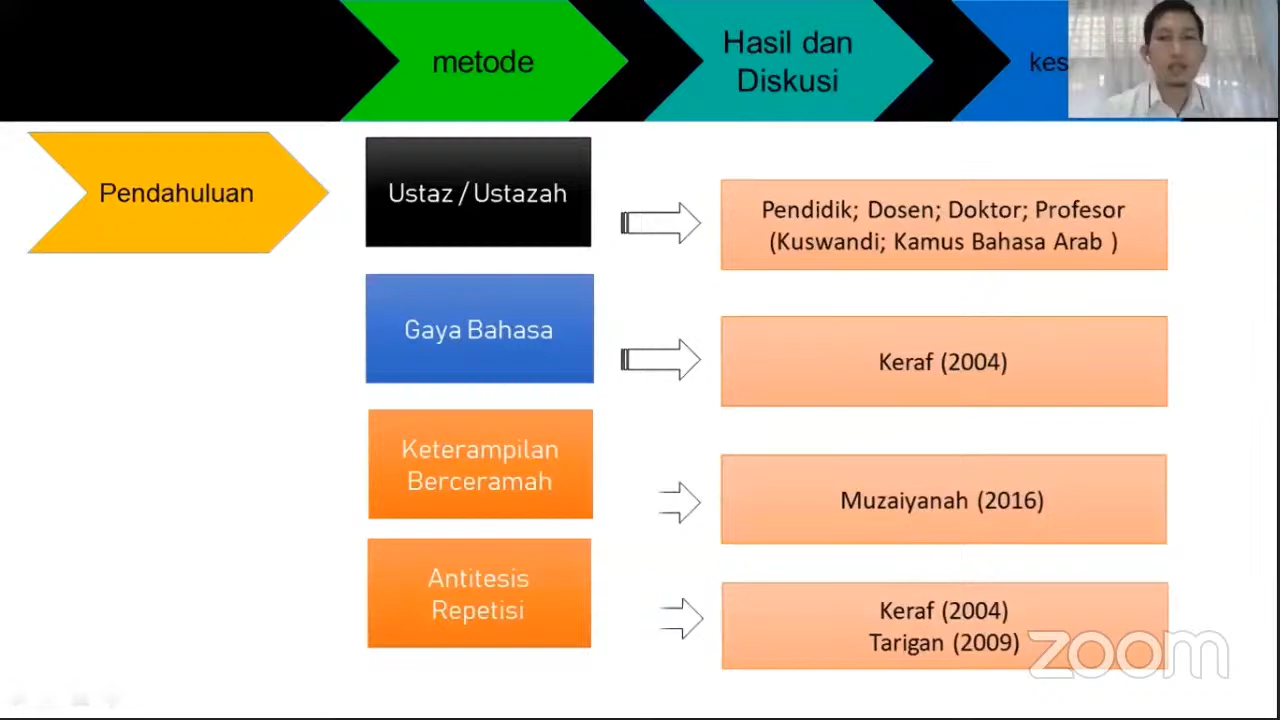 metode
Hasil dan
Diskusi
kes
Pendahuluan
Ustaz / Ustazah
Pendidik; Dosen; Doktor; Profesor
(Kuswandi; Kamus Bahasa Arab )
Gaya Bahasa
Keraf (2004)
Keterampilan
Berceramah
Muzaiyanah (2016)
Antitesis
Repetisi
Keraf (2004)
Tarigan (2009)
zoom